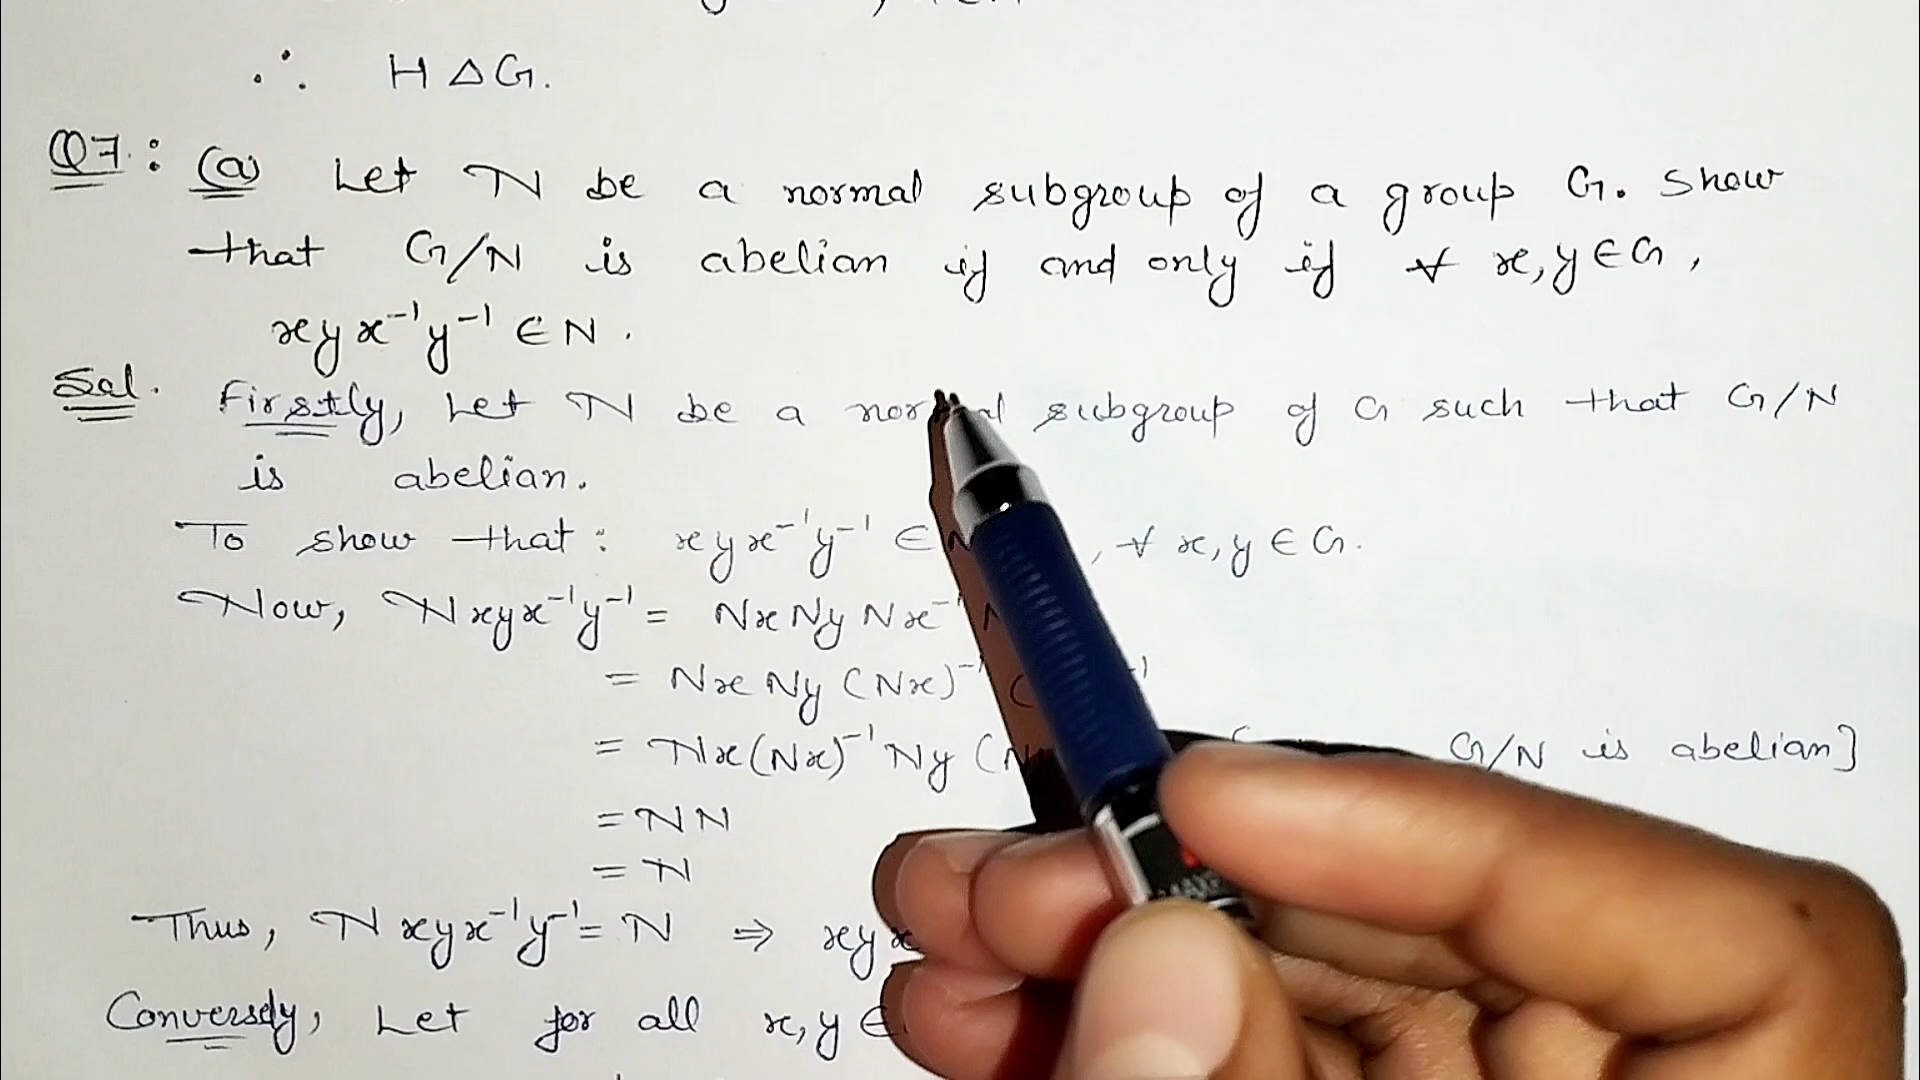 ∴ H Δ G.
Q7: (a) Let N be a normal subgroup of a group G. Show
that G/N is abelian if and only if ∀ x, y ∈ G,
xyx⁻¹y⁻¹ ∈ N.
Sol. Firstly, Let N be a normal subgroup of G such that G/N
is abelian.
To show that: xyx⁻¹y⁻¹ ∈ N, ∀ x, y ∈ G.
Now, Nxyx⁻¹y⁻¹ = Nx Ny Nx⁻¹
= Nx Ny (Nx)⁻¹ (
= Nx(Nx)⁻¹ Ny (N G/N is abelian]
= NN
= N
Thus, Nxyx⁻¹y⁻¹ = N ⇒ xyx
Conversely, Let for all x, y ∈